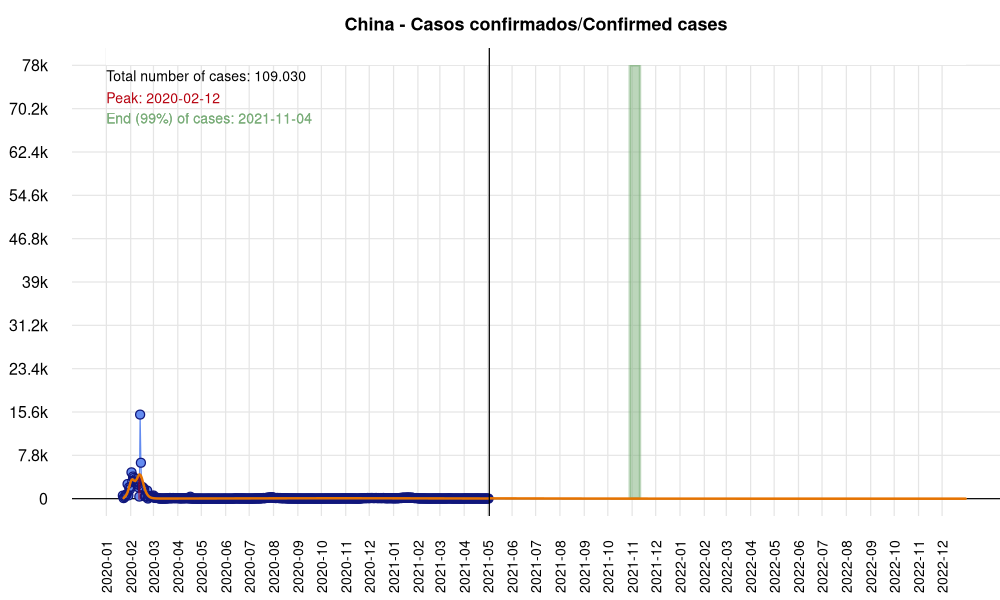 China - Casos confirmados/Confirmed cases
Total number of cases: 109.030
Peak: 2020-02-12
End (99%) of cases: 2021-11-04
78k
70.2k
62.4k
54.6k
46.8k
39k
31.2k
23.4k
15.6k
7.8k
0
2020-01
2020-02
2020-03
2020-04
2020-05
2020-06
2020-07
2020-08
2020-09
2020-10
2020-11
2020-12
2021-01
2021-03
2021-04
2021-05
2021-06
2021-07
2021-08
2021-09
2021-10
2021-11
2021-12
2022-01
2022-02
2022-03
2022-04
2022-05
2022-06
2022-07
2022-08
2022-09
2022-10
2022-11
2022-12